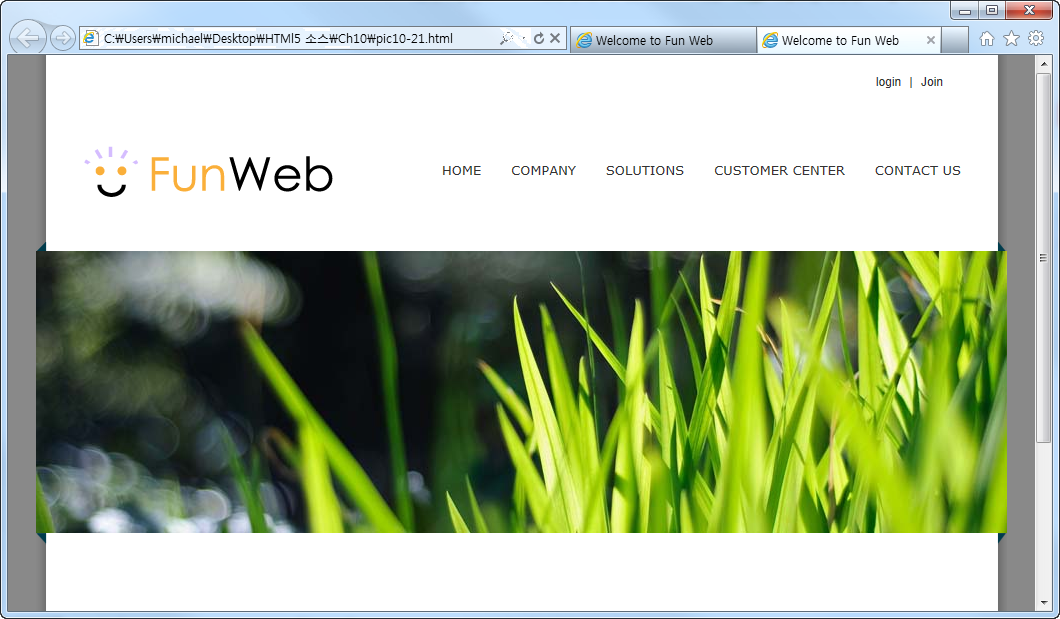 C:₩Users₩michael₩Desktop₩HTMl5 소스₩Ch10₩pic10-21.html
Welcome to Fun Web
Welcome to Fun Web
login | Join
FunWeb
HOME COMPANY SOLUTIONS CUSTOMER CENTER CONTACT US